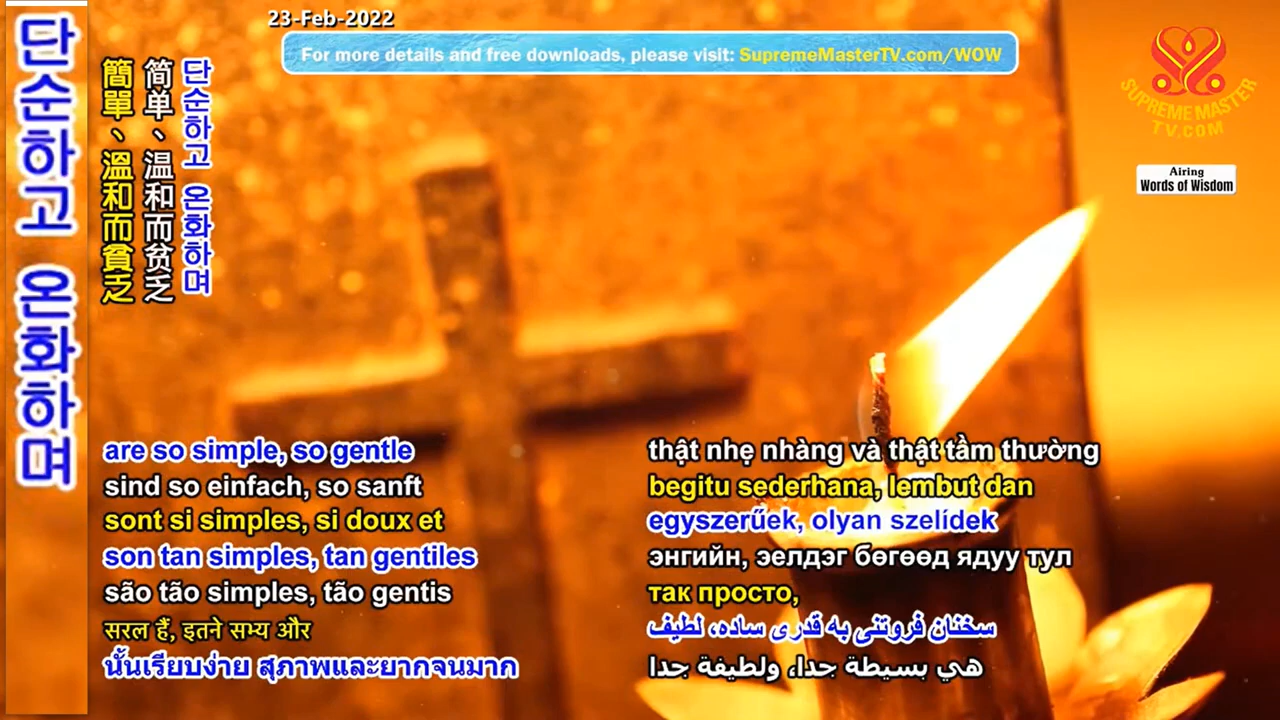 23-Feb-2022
For more details and free downloads, please visit: SupremeMasterTV.com/WOW
SUPREME MASTER
TV.COM
Airing
Words of Wisdom
단순하고 온화하며
簡單、溫和而貧乏
简单、温和而贫乏
단순하고 온화하며
are so simple, so gentle
sind so einfach, so sanft
sont si simples, si doux et
son tan simples, tan gentiles
são tão simples, tão gentis
सरल हैं, इतने सभ्य और
นั้นเรียบง่าย สุภาพและยากจนมาก
thật nhẹ nhàng và thật tầm thường
begitu sederhana, lembut dan
egyszerűek, olyan szelídek
энгийн, эелдэг бөгөөд ядуу тул
так просто,
سخنان فروتنی به قدری ساده، لطیف
هي بسيطة جدا، ولطيفة جدا